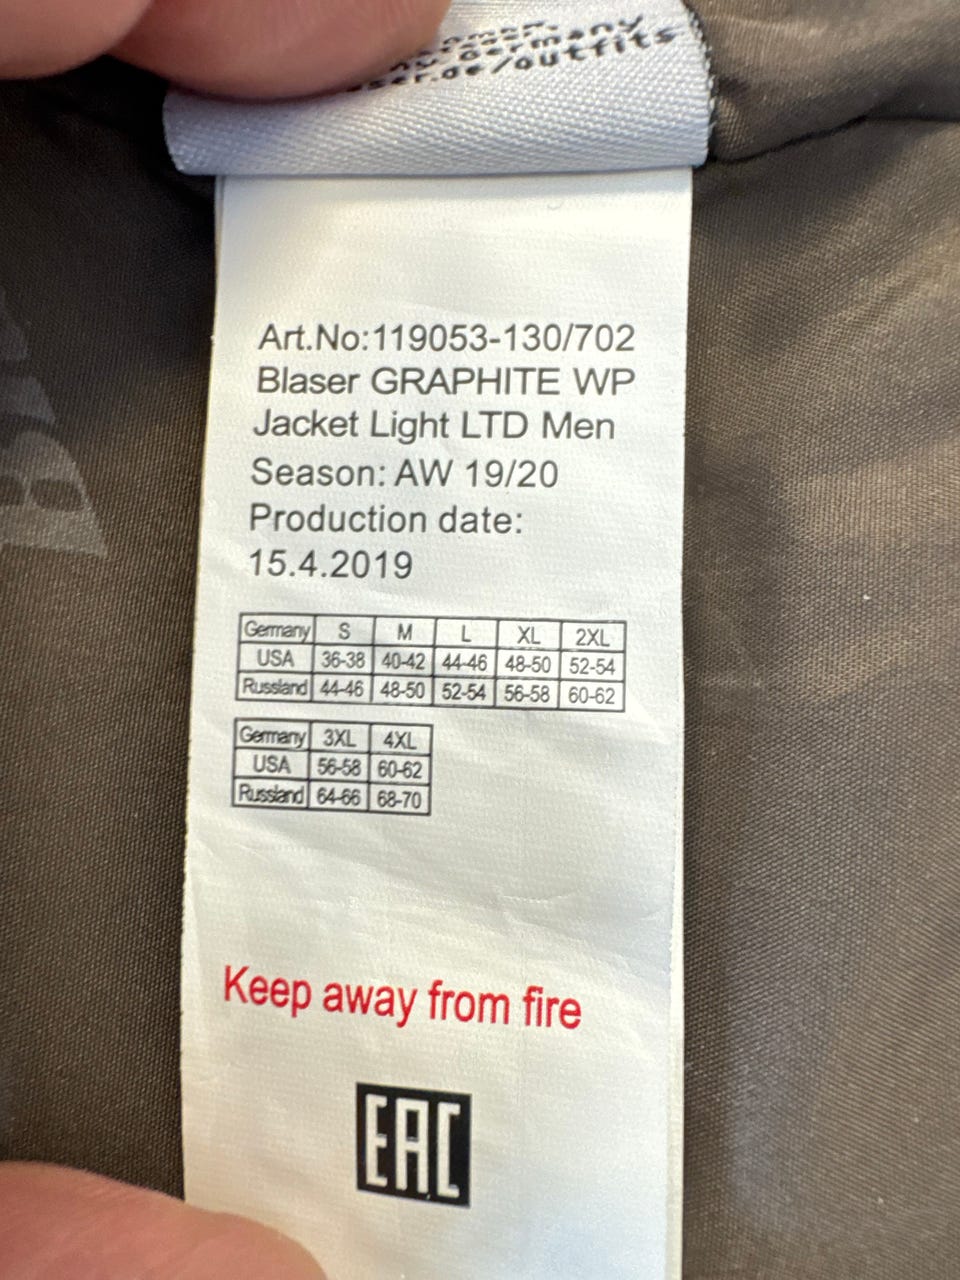 Germany
.de/outfits
Art.No:119053-130/702
Blaser GRAPHITE WP
Jacket Light LTD Men
Season: AW 19/20
Production date:
15.4.2019
Germany S M L XL 2XL
USA 36-38 40-42 44-46 48-50 52-54
Russland 44-46 48-50 52-54 56-58 60-62
Germany 3XL 4XL
USA 56-58 60-62
Russland 64-66 68-70
Keep away from fire
EAC